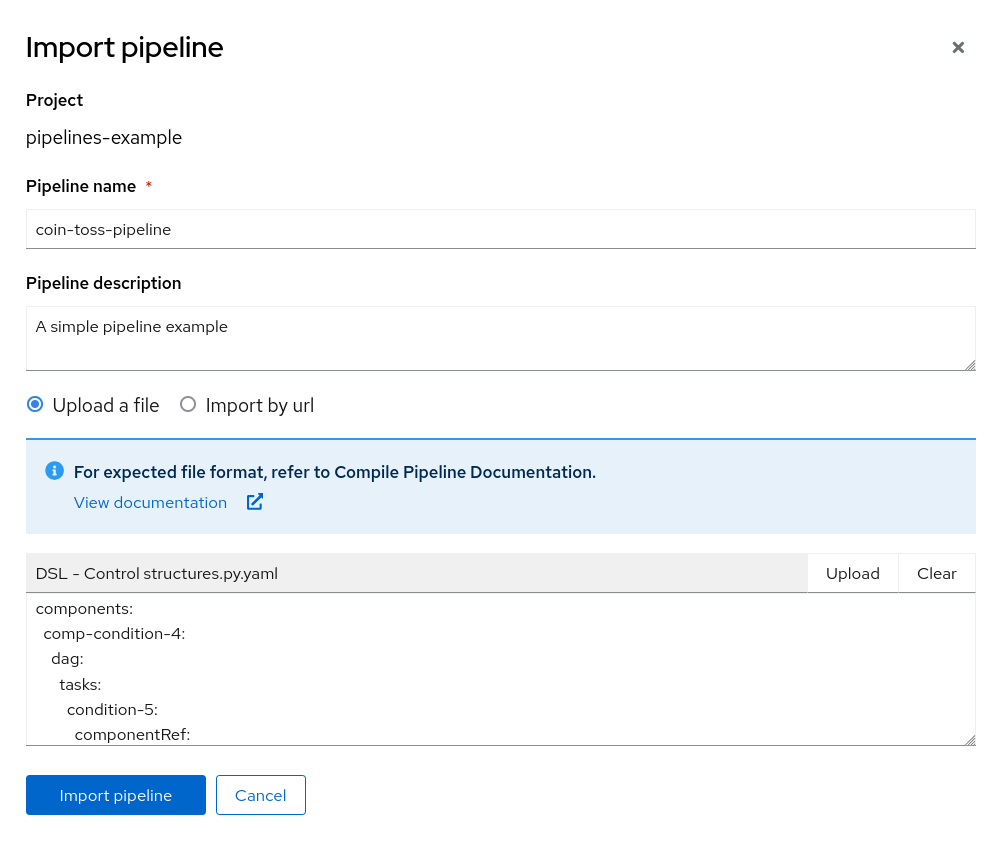 Import pipeline
Project
pipelines-example
Pipeline name *
coin-toss-pipeline
Pipeline description
A simple pipeline example
Upload a file Import by url
For expected file format, refer to Compile Pipeline Documentation.
View documentation
DSL - Control structures.py.yaml Upload Clear
components:
  comp-condition-4:
    dag:
      tasks:
        condition-5:
          componentRef:
Import pipeline Cancel